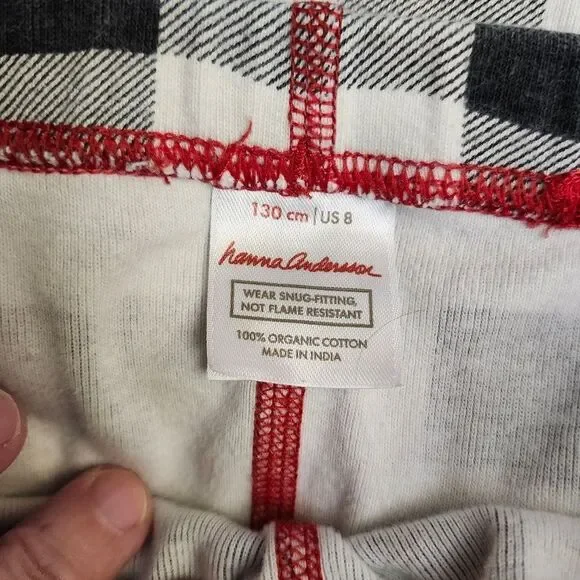 130 cm | US 8
hanna Andersson
WEAR SNUG-FITTING,
NOT FLAME RESISTANT
100% ORGANIC COTTON
MADE IN INDIA